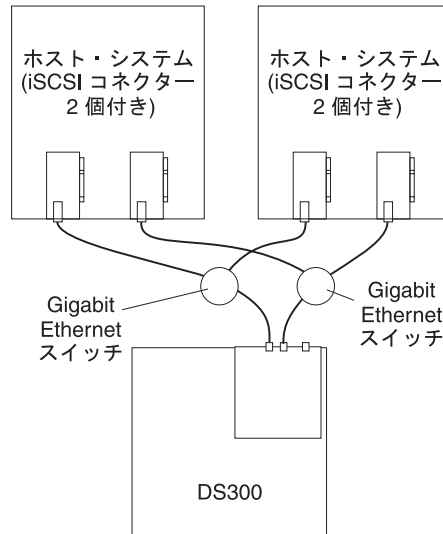 ホスト・システム
(iSCSI コネクター
2 個付き)
ホスト・システム
(iSCSI コネクター
2 個付き)
Gigabit
Ethernet
スイッチ
Gigabit
Ethernet
スイッチ
DS300